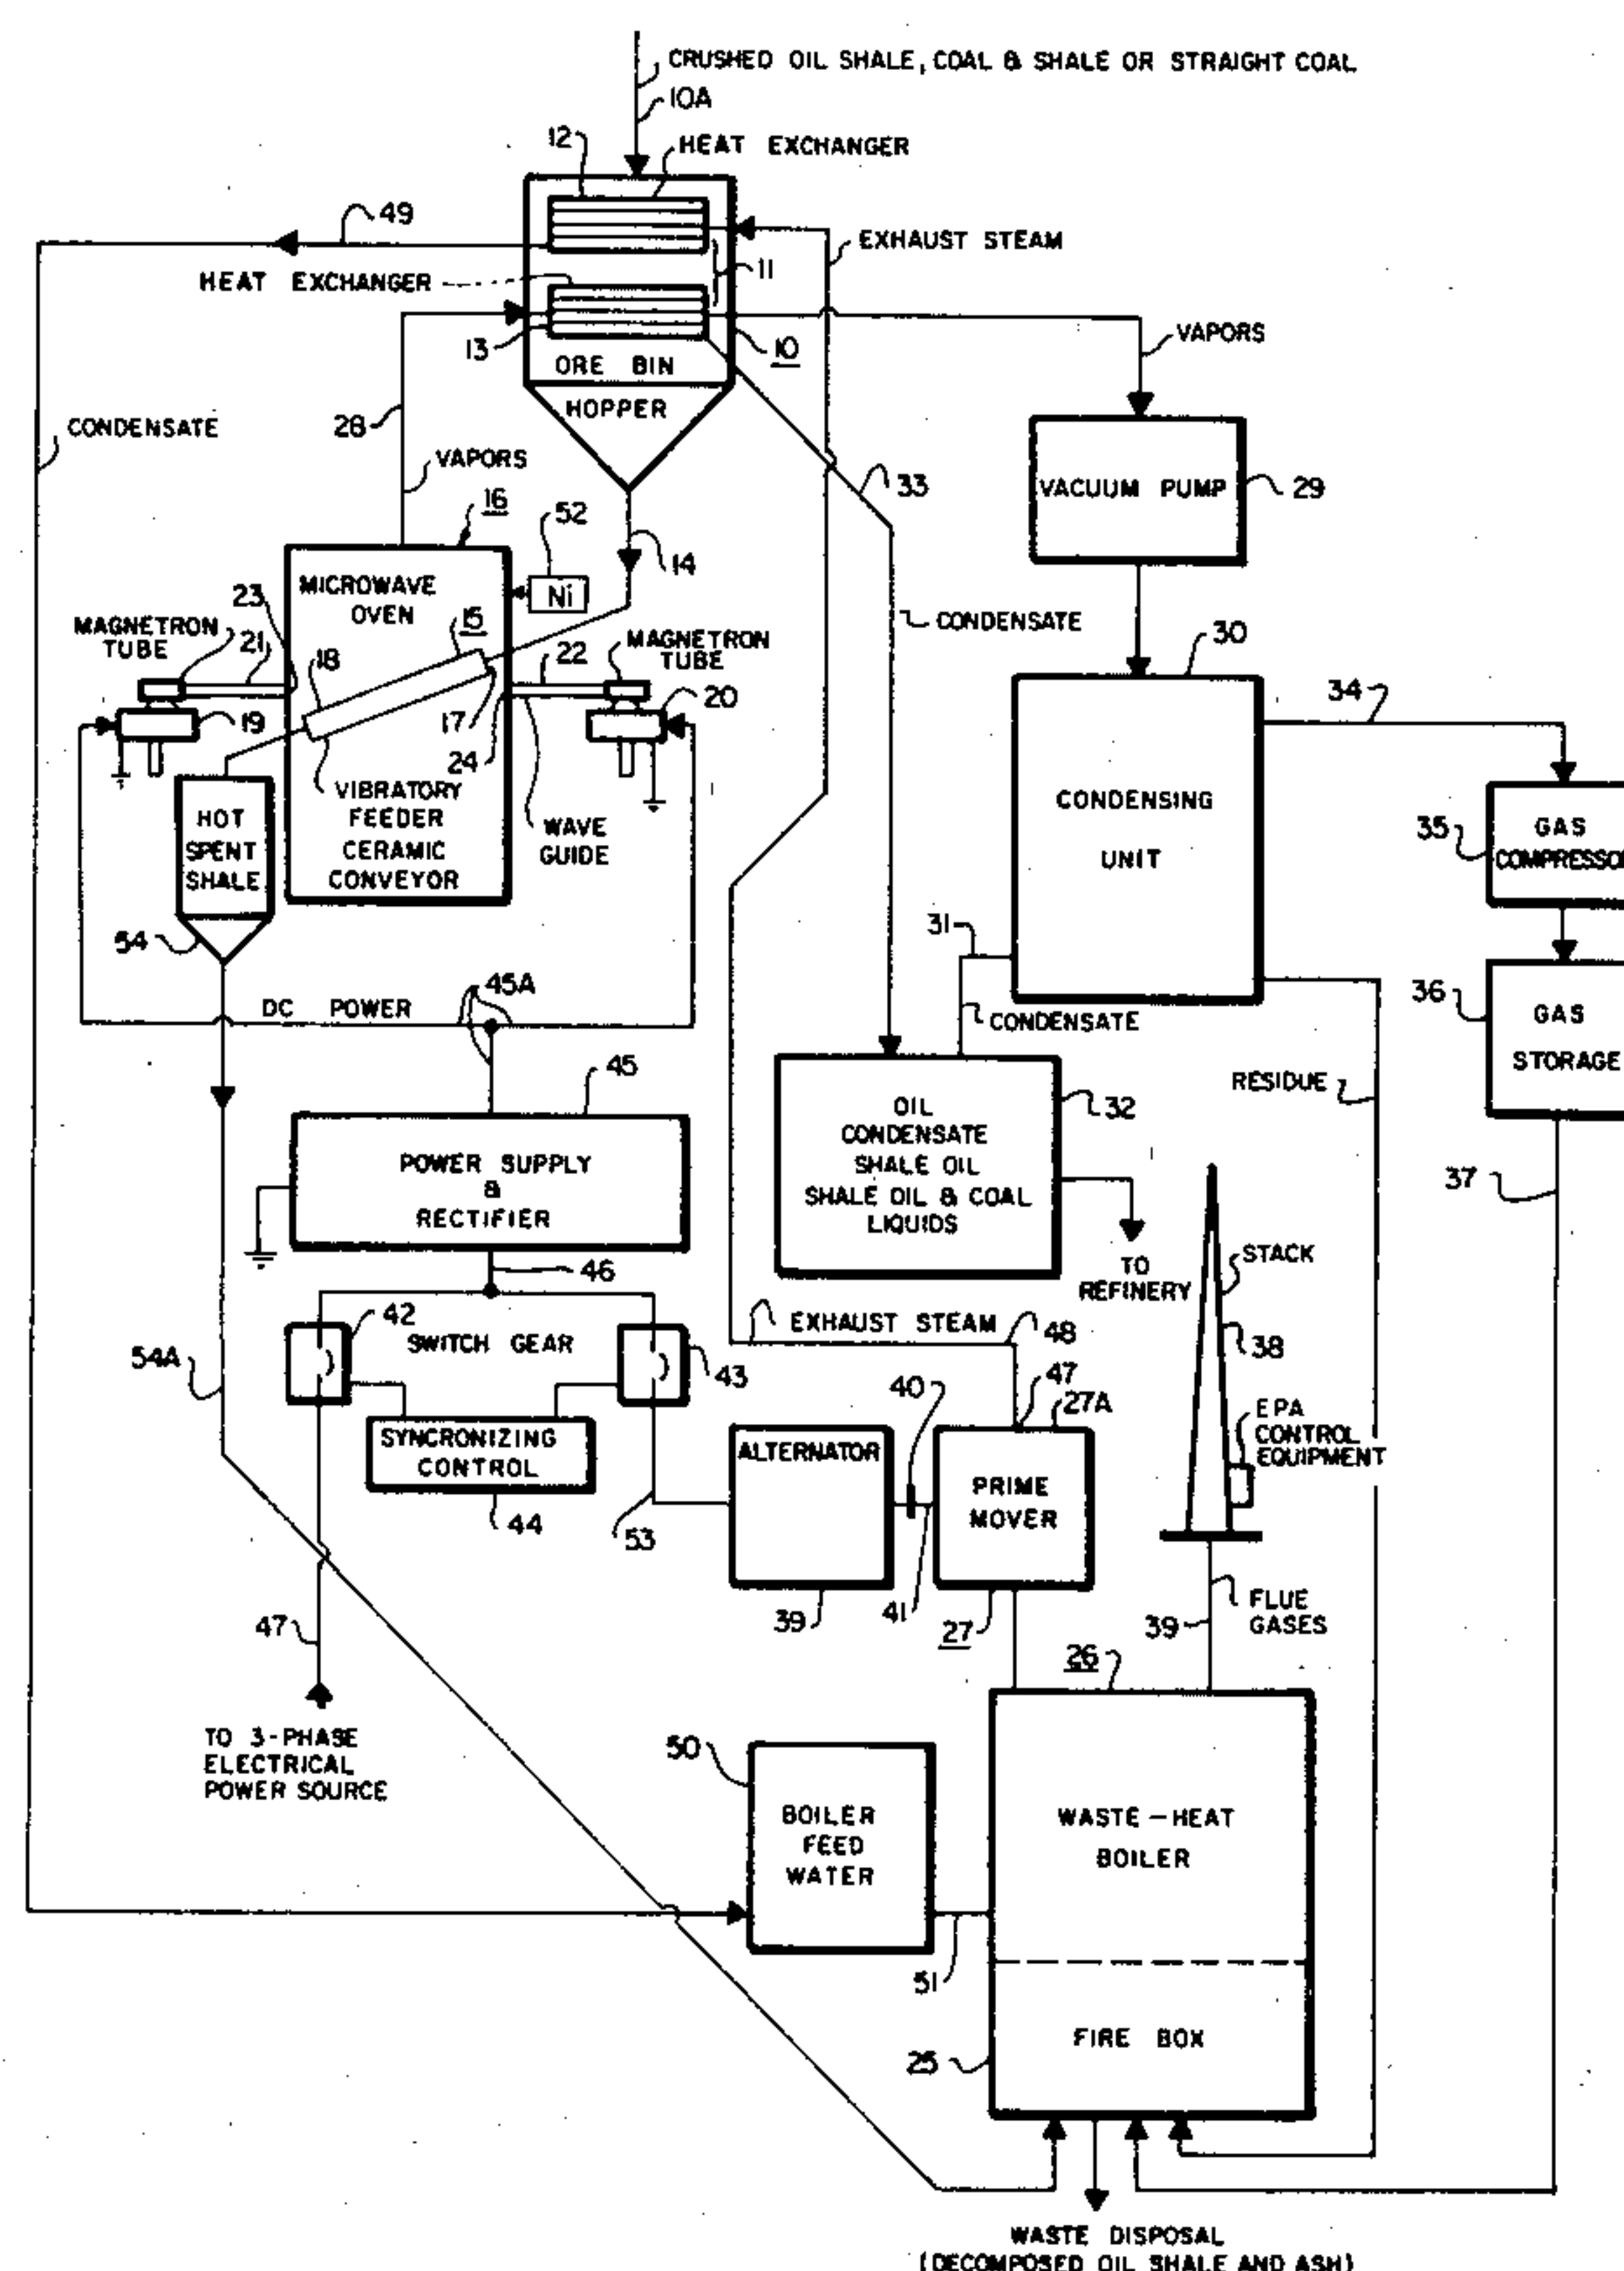 CRUSHED OIL SHALE, COAL & SHALE OR STRAIGHT COAL
10A
12
HEAT EXCHANGER
49
EXHAUST STEAM
11
HEAT EXCHANGER
VAPORS
13
10
ORE BIN
HOPPER
28
CONDENSATE
VAPORS
33
VACUUM PUMP
29
16
52
14
MICROWAVE
OVEN
Ni
23
MAGNETRON
TUBE
21
15
18
22
MAGNETRON
TUBE
CONDENSATE
30
34
19
17
20
24
VIBRATORY
FEEDER
CERAMIC
CONVEYOR
WAVE
GUIDE
HOT
SPENT
SHALE
CONDENSING
UNIT
35
GAS
COMPRESSOR
54
31
45A
DC POWER
CONDENSATE
36
GAS
STORAGE
45
RESIDUE
32
OIL
CONDENSATE
SHALE OIL
SHALE OIL & COAL
LIQUIDS
POWER SUPPLY
&
RECTIFIER
37
46
TO
REFINERY
STACK
42
SWITCH GEAR
43
EXHAUST STEAM
48
38
54A
40
47
27A
EPA
CONTROL
EQUIPMENT
SYNCRONIZING
CONTROL
ALTERNATOR
PRIME
MOVER
44
53
39
41
27
FLUE
GASES
39
47
26
TO 3-PHASE
ELECTRICAL
POWER SOURCE
50
BOILER
FEED
WATER
WASTE-HEAT
BOILER
51
25
FIRE BOX
WASTE DISPOSAL
(DECOMPOSED OIL SHALE AND ASH)